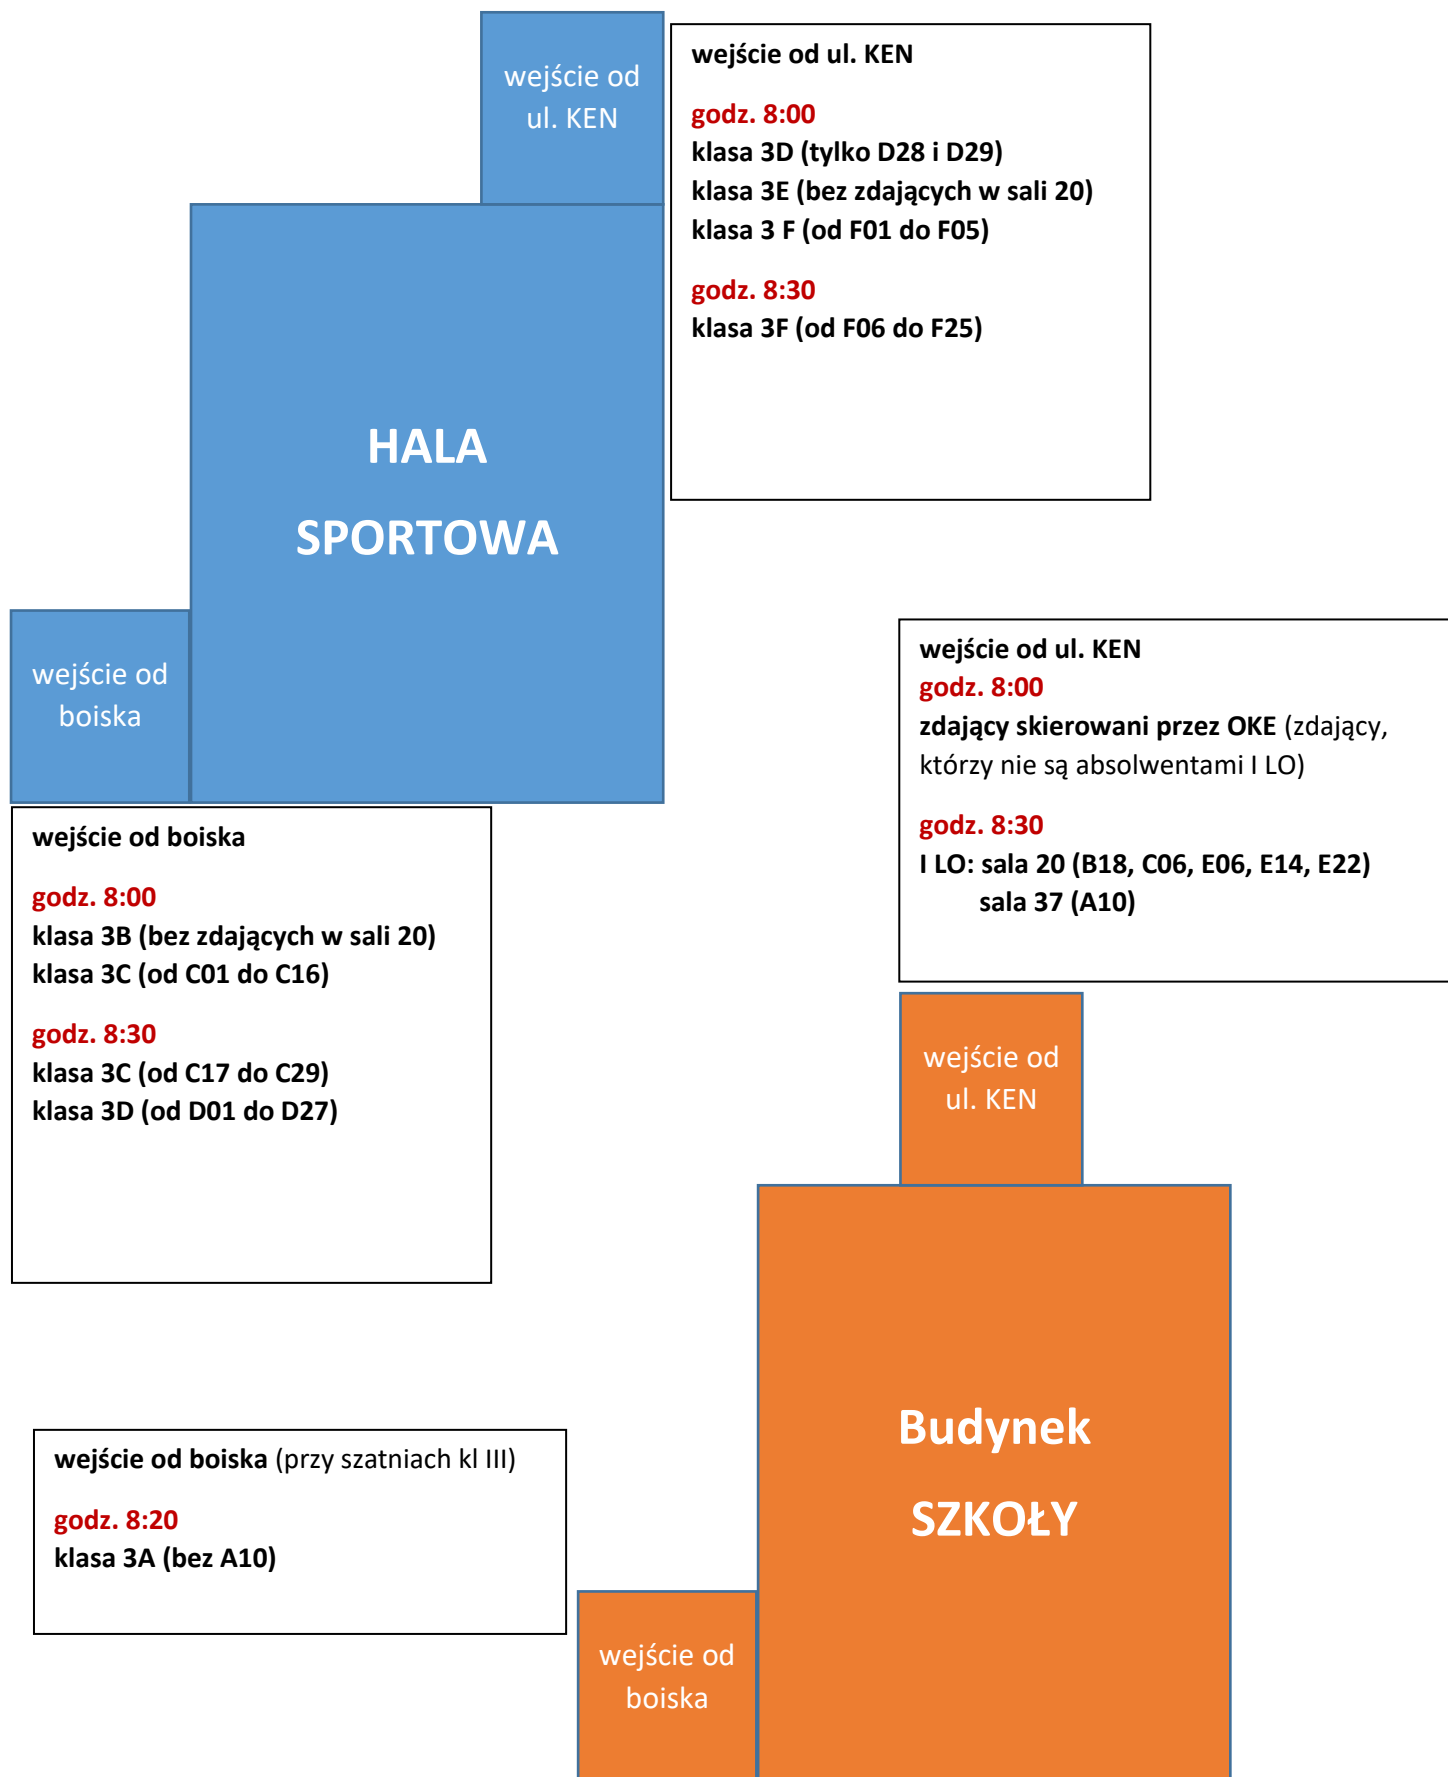 wejście od
ul. KEN
wejście od ul. KEN
godz. 8:00
klasa 3D (tylko D28 i D29)
klasa 3E (bez zdających w sali 20)
klasa 3 F (od F01 do F05)
godz. 8:30
klasa 3F (od F06 do F25)
HALA
SPORTOWA
wejście od
boiska
wejście od boiska
godz. 8:00
klasa 3B (bez zdających w sali 20)
klasa 3C (od C01 do C16)
godz. 8:30
klasa 3C (od C17 do C29)
klasa 3D (od D01 do D27)
wejście od ul. KEN
godz. 8:00
zdający skierowani przez OKE (zdający,
którzy nie są absolwentami I LO)
godz. 8:30
I LO: sala 20 (B18, C06, E06, E14, E22)
sala 37 (A10)
wejście od
ul. KEN
Budynek
SZKOŁY
wejście od boiska (przy szatniach kl III)
godz. 8:20
klasa 3A (bez A10)
wejście od
boiska